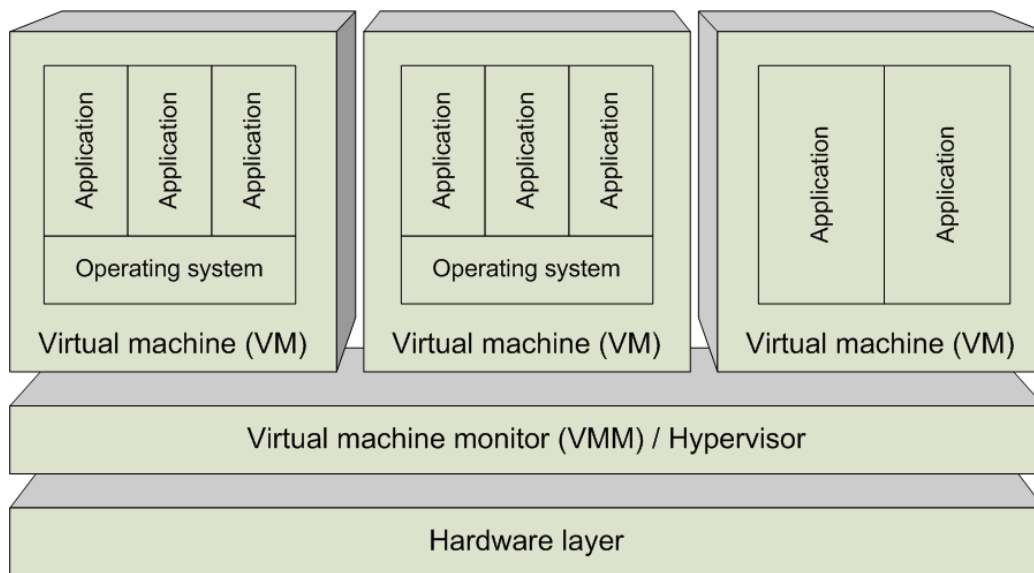 Application
Application
Application
Operating system
Virtual machine (VM)
Application
Application
Application
Operating system
Virtual machine (VM)
Application
Application
Virtual machine (VM)
Virtual machine monitor (VMM) / Hypervisor
Hardware layer